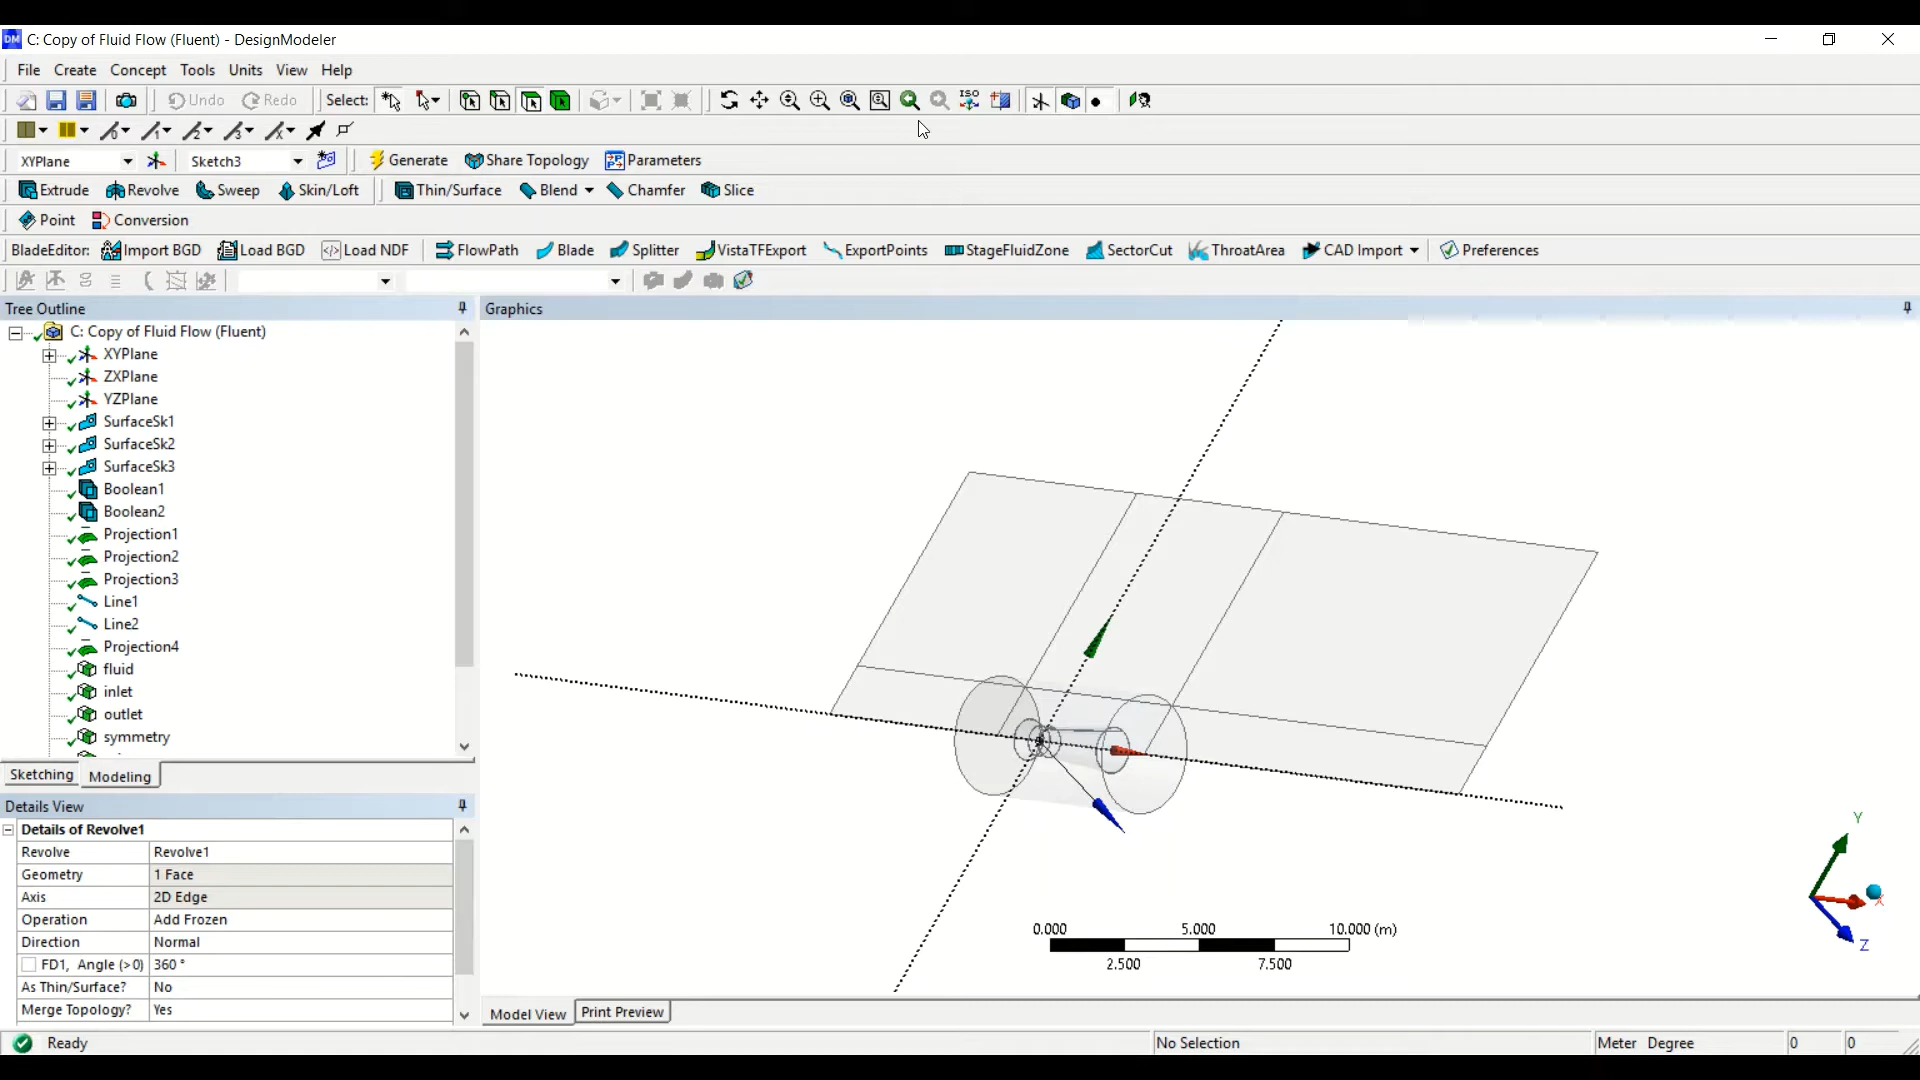 DM C: Copy of Fluid Flow (Fluent) - DesignModeler
File Create Concept Tools Units View Help
Undo Redo Select: ISO
XYPlane Sketch3 Generate Share Topology Parameters
Extrude Revolve Sweep Skin/Loft Thin/Surface Blend Chamfer Slice
Point Conversion
BladeEditor: Import BGD Load BGD Load NDF FlowPath Blade Splitter VistaTFExport ExportPoints StageFluidZone SectorCut ThroatArea CAD Import Preferences
Tree Outline
Graphics
C: Copy of Fluid Flow (Fluent)
XYPlane
ZXPlane
YZPlane
SurfaceSk1
SurfaceSk2
SurfaceSk3
Boolean1
Boolean2
Projection1
Projection2
Projection3
Line1
Line2
Projection4
fluid
inlet
outlet
symmetry
Sketching Modeling
Details View
Details of Revolve1
Revolve Revolve1
Geometry 1 Face
Axis 2D Edge
Operation Add Frozen
Direction Normal
FD1, Angle (>0) 360 °
As Thin/Surface? No
Merge Topology? Yes
Y
X
Z
0.000 5.000 10.000 (m)
2.500 7.500
Model View Print Preview
Ready No Selection Meter Degree 0 0